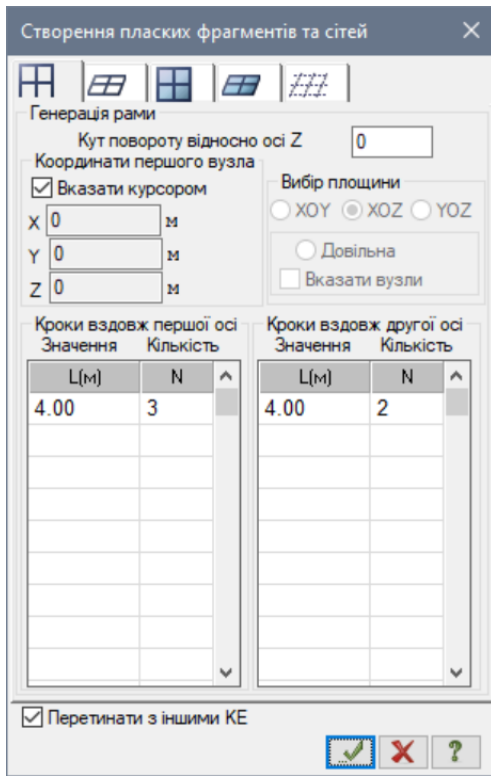 Створення пласких фрагментів та сітей
Генерація рами
Кут повороту відносно осі Z 0
Координати першого вузла
Вказати курсором
X 0 м
Y 0 м
Z 0 м
Вибір площини
XOY XOZ YOZ
Довільна
Вказати вузли
Кроки вздовж першої осі
Значення Кількість
L(м) N
4.00 3
Кроки вздовж другої осі
Значення Кількість
L(м) N
4.00 2
Перетинати з іншими КЕ
?